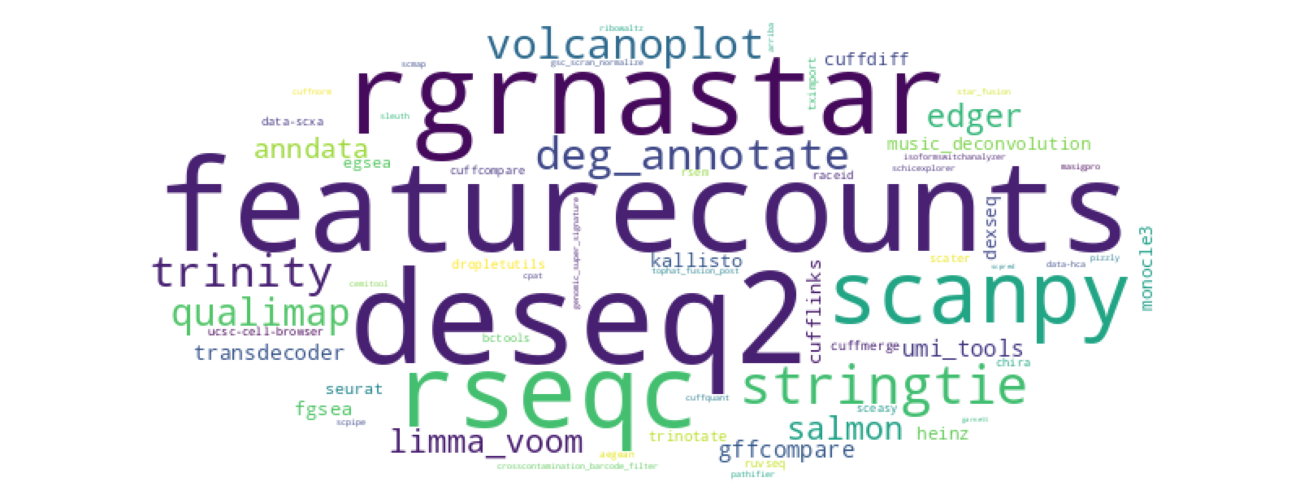 ribowaltz
arriba
volcanoplot
cuffdiff
scmap
gsc_scran_normalize
rgrnastar
tximport
cuffnorm
star_fusion
sleuth
edger
data-scxa
anndata
egsea
deg_annotate
music_deconvolution
isoformswitchanalyzer
cuffcompare
rsem
raceid
schicexplorer
masigpro
featurecounts
genomic_super_signature
dexseq
monocle3
trinity
dropletutils
kallisto
tophat_fusion_post
scater
data-hca
pizzly
scpred
cpat
cemitool
deseq2
cufflinks
scanpy
qualimap
ucsc-cell-browser
bctools
transdecoder
cuffmerge
umi_tools
chira
seurat
rseqc
stringtie
cuffquant
fgsea
sceasy
scpipe
garnett
salmon
heinz
limma_voom
trinotate
gffcompare
aegean
crosscontamination_barcode_filter
ruvseq
pathifier